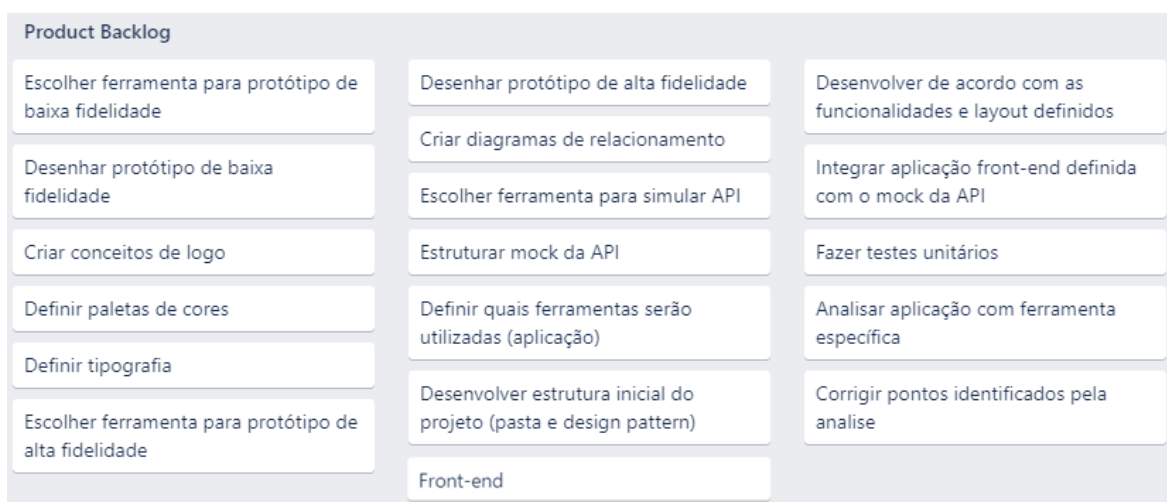 Product Backlog
Escolher ferramenta para protótipo de
baixa fidelidade
Desenhar protótipo de baixa
fidelidade
Criar conceitos de logo
Definir paletas de cores
Definir tipografia
Escolher ferramenta para protótipo de
alta fidelidade
Desenhar protótipo de alta fidelidade
Criar diagramas de relacionamento
Escolher ferramenta para simular API
Estruturar mock da API
Definir quais ferramentas serão
utilizadas (aplicação)
Desenvolver estrutura inicial do
projeto (pasta e design pattern)
Front-end
Desenvolver de acordo com as
funcionalidades e layout definidos
Integrar aplicação front-end definida
com o mock da API
Fazer testes unitários
Analisar aplicação com ferramenta
específica
Corrigir pontos identificados pela
analise